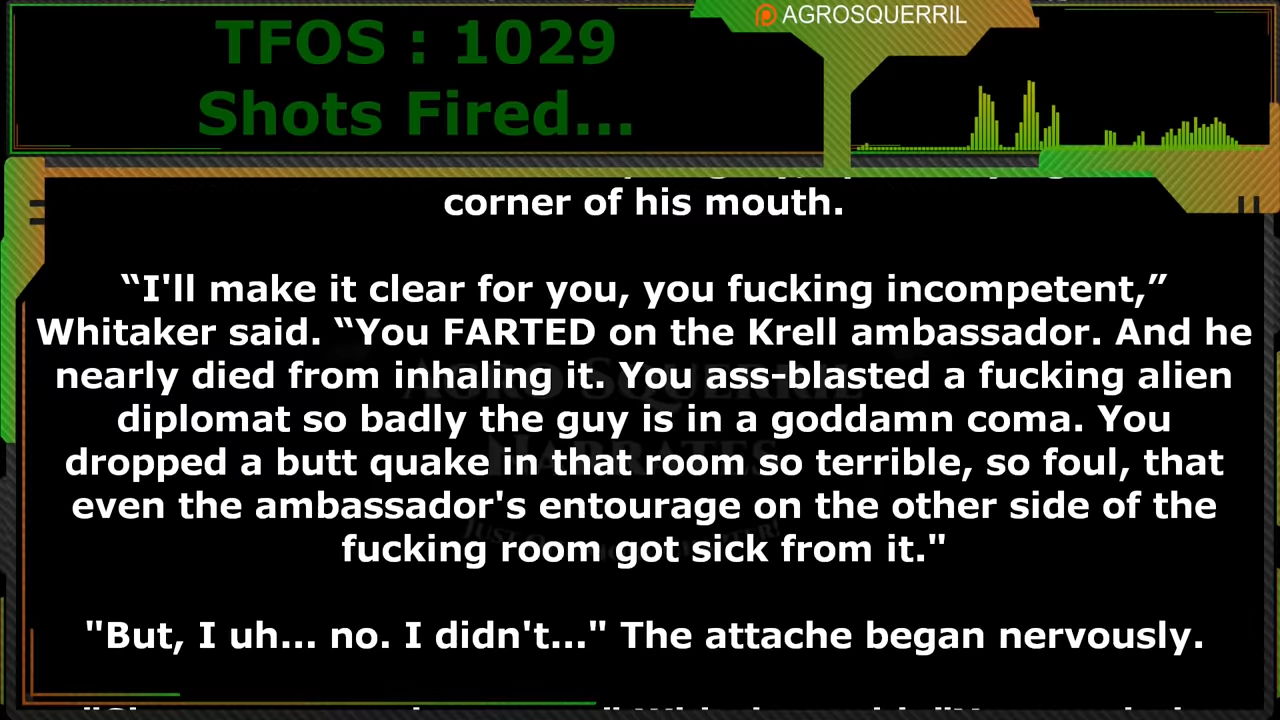 AGROSQUERRIL
TFOS : 1029
Shots Fired...
corner of his mouth.
“I'll make it clear for you, you fucking incompetent,”
Whitaker said. “You FARTED on the Krell ambassador. And he
nearly died from inhaling it. You ass-blasted a fucking alien
diplomat so badly the guy is in a goddamn coma. You
dropped a butt quake in that room so terrible, so foul, that
even the ambassador's entourage on the other side of the
fucking room got sick from it."
"But, I uh... no. I didn't..." The attache began nervously.